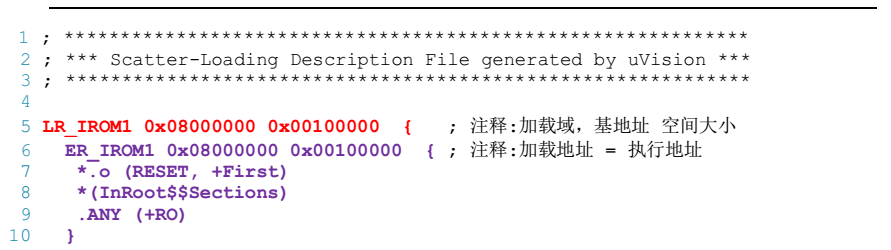 1 ; *************************************************************
2 ; *** Scatter-Loading Description File generated by uVision ***
3 ; *************************************************************
4
5 LR_IROM1 0x08000000 0x00100000  {   ; 注释:加载域，基地址 空间大小
6   ER_IROM1 0x08000000 0x00100000  { ; 注释:加载地址 = 执行地址
7    *.o (RESET, +First)
8    *(InRoot$$Sections)
9    .ANY (+RO)
10   }